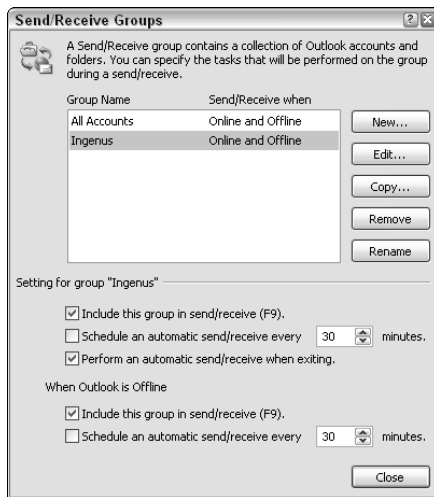 Send/Receive Groups
A Send/Receive group contains a collection of Outlook accounts and
folders. You can specify the tasks that will be performed on the group
during a send/receive.
Group Name Send/Receive when
All Accounts Online and Offline
Ingenus Online and Offline
New...
Edit...
Copy...
Remove
Rename
Setting for group "Ingenus"
Include this group in send/receive (F9).
Schedule an automatic send/receive every 30 minutes.
Perform an automatic send/receive when exiting.
When Outlook is Offline
Include this group in send/receive (F9).
Schedule an automatic send/receive every 30 minutes.
Close